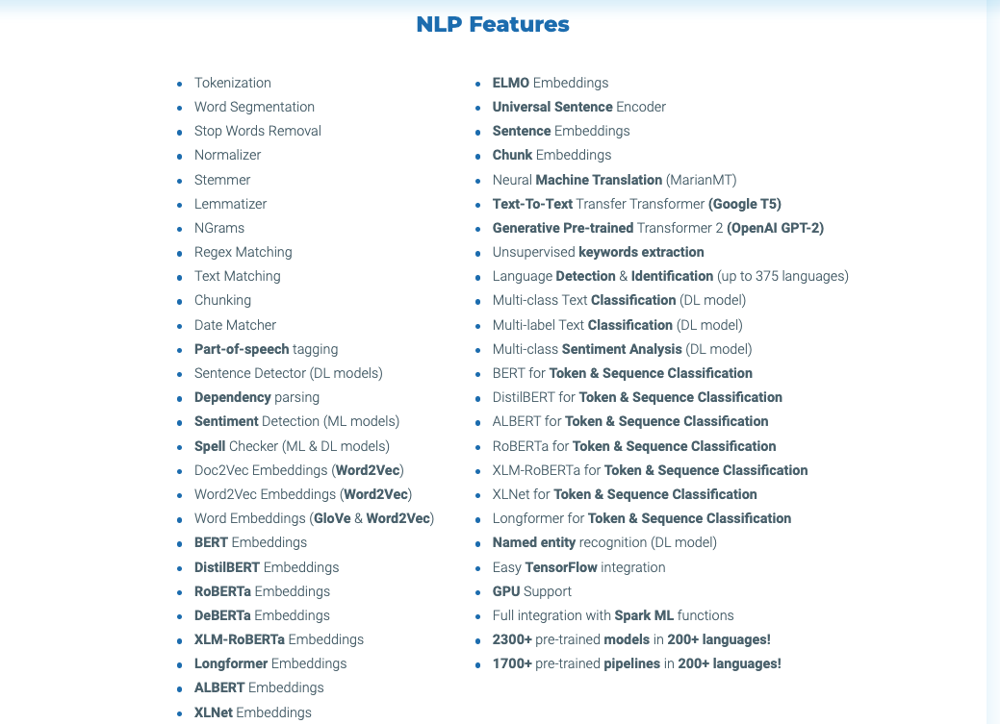 NLP Features
Tokenization
Word Segmentation
Stop Words Removal
Normalizer
Stemmer
Lemmatizer
NGrams
Regex Matching
Text Matching
Chunking
Date Matcher
Part-of-speech tagging
Sentence Detector (DL models)
Dependency parsing
Sentiment Detection (ML models)
Spell Checker (ML & DL models)
Doc2Vec Embeddings (Word2Vec)
Word2Vec Embeddings (Word2Vec)
Word Embeddings (GloVe & Word2Vec)
BERT Embeddings
DistilBERT Embeddings
RoBERTa Embeddings
DeBERTa Embeddings
XLM-RoBERTa Embeddings
Longformer Embeddings
ALBERT Embeddings
XLNet Embeddings
ELMO Embeddings
Universal Sentence Encoder
Sentence Embeddings
Chunk Embeddings
Neural Machine Translation (MarianMT)
Text-To-Text Transfer Transformer (Google T5)
Generative Pre-trained Transformer 2 (OpenAI GPT-2)
Unsupervised keywords extraction
Language Detection & Identification (up to 375 languages)
Multi-class Text Classification (DL model)
Multi-label Text Classification (DL model)
Multi-class Sentiment Analysis (DL model)
BERT for Token & Sequence Classification
DistilBERT for Token & Sequence Classification
ALBERT for Token & Sequence Classification
RoBERTa for Token & Sequence Classification
XLM-RoBERTa for Token & Sequence Classification
XLNet for Token & Sequence Classification
Longformer for Token & Sequence Classification
Named entity recognition (DL model)
Easy TensorFlow integration
GPU Support
Full integration with Spark ML functions
2300+ pre-trained models in 200+ languages!
1700+ pre-trained pipelines in 200+ languages!